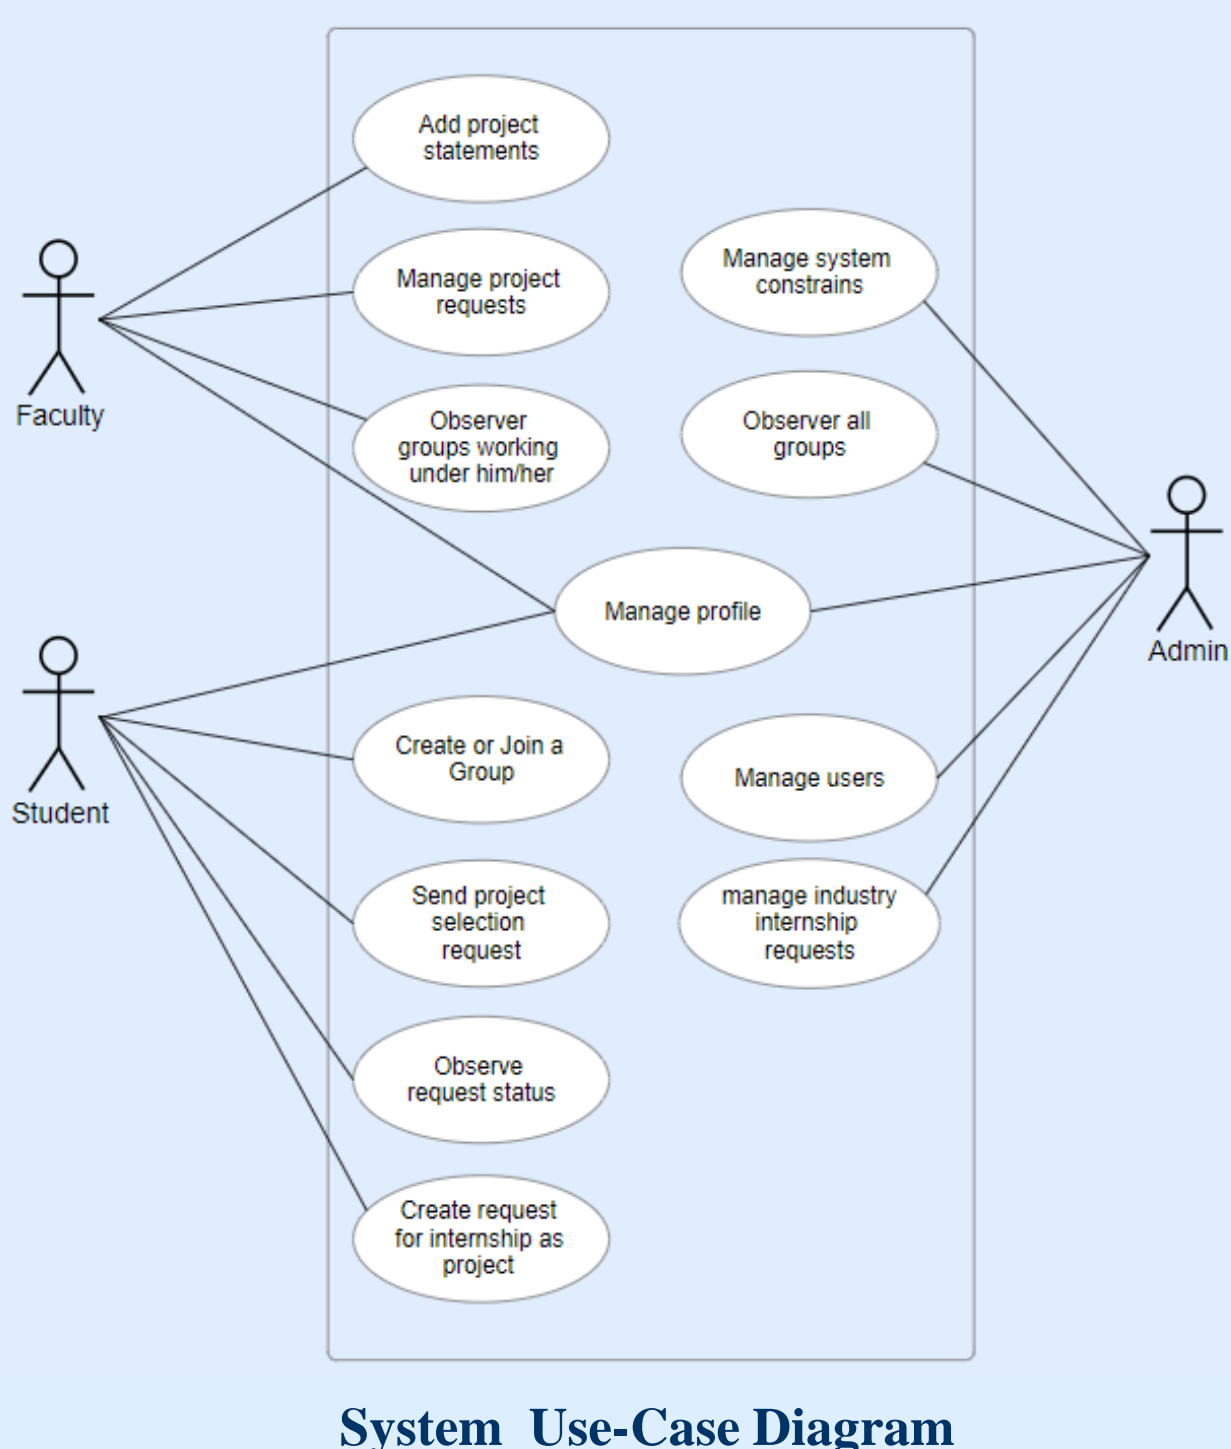 Add project
statements
Manage project
requests
Manage system
constrains
Faculty
Observer
groups working
under him/her
Observer all
groups
Manage profile
Admin
Student
Create or Join a
Group
Manage users
Send project
selection
request
manage industry
internship
requests
Observe
request status
Create request
for internship as
project
System Use-Case Diagram